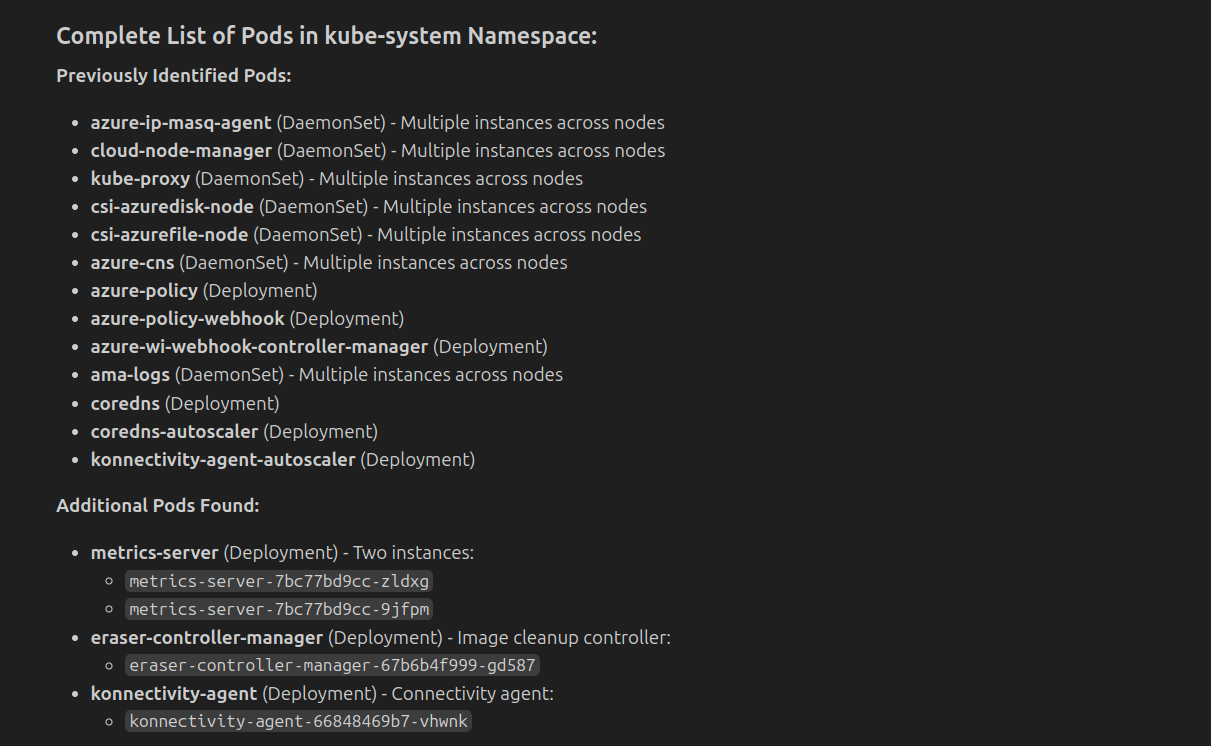 Complete List of Pods in kube-system Namespace:
Previously Identified Pods:
• azure-ip-masq-agent (DaemonSet) - Multiple instances across nodes
• cloud-node-manager (DaemonSet) - Multiple instances across nodes
• kube-proxy (DaemonSet) - Multiple instances across nodes
• csi-azuredisk-node (DaemonSet) - Multiple instances across nodes
• csi-azurefile-node (DaemonSet) - Multiple instances across nodes
• azure-cns (DaemonSet) - Multiple instances across nodes
• azure-policy (Deployment)
• azure-policy-webhook (Deployment)
• azure-wi-webhook-controller-manager (Deployment)
• ama-logs (DaemonSet) - Multiple instances across nodes
• coredns (Deployment)
• coredns-autoscaler (Deployment)
• konnectivity-agent-autoscaler (Deployment)
Additional Pods Found:
• metrics-server (Deployment) - Two instances:
◦ metrics-server-7bc77bd9cc-zldxg
◦ metrics-server-7bc77bd9cc-9jfpm
• eraser-controller-manager (Deployment) - Image cleanup controller:
◦ eraser-controller-manager-67b6b4f999-gd587
• konnectivity-agent (Deployment) - Connectivity agent:
◦ konnectivity-agent-66848469b7-vhwnk